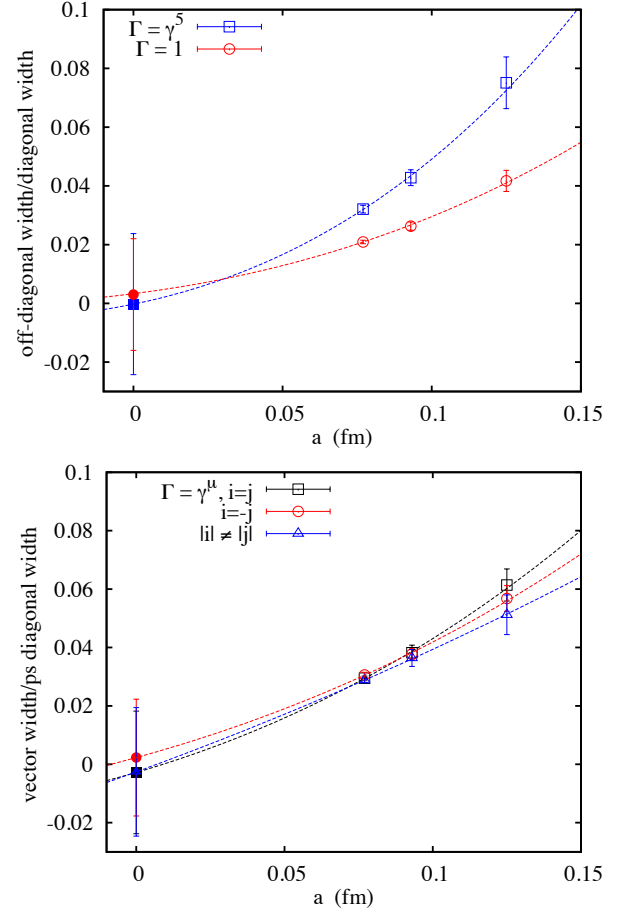 Γ = γ⁵
Γ = 1
off-diagonal width/diagonal width
0.1
0.08
0.06
0.04
0.02
0
-0.02
0
0.05
0.1
0.15
a (fm)
Γ = γ^μ, i=j
i=-j
|i| ≠ |j|
vector width/ps diagonal width
0.1
0.08
0.06
0.04
0.02
0
-0.02
0
0.05
0.1
0.15
a (fm)